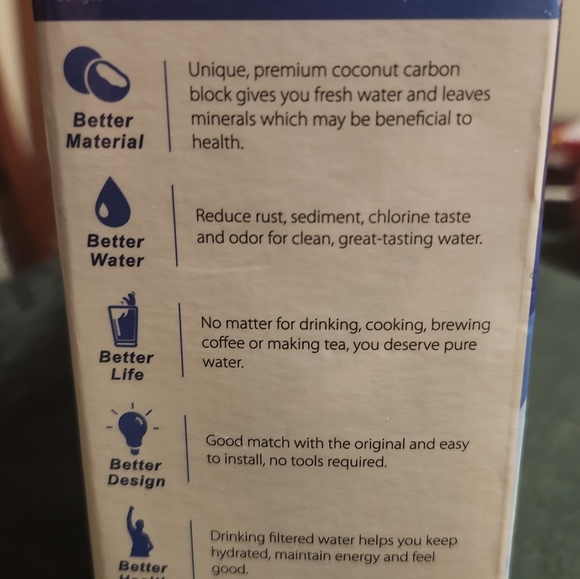 Unique, premium coconut carbon
block gives you fresh water and leaves
minerals which may be beneficial to
health.
Better
Material
Reduce rust, sediment, chlorine taste
and odor for clean, great-tasting water.
Better
Water
No matter for drinking, cooking, brewing
coffee or making tea, you deserve pure
water.
Better
Life
Good match with the original and easy
to install, no tools required.
Better
Design
Drinking filtered water helps you keep
hydrated, maintain energy and feel
good.
Better